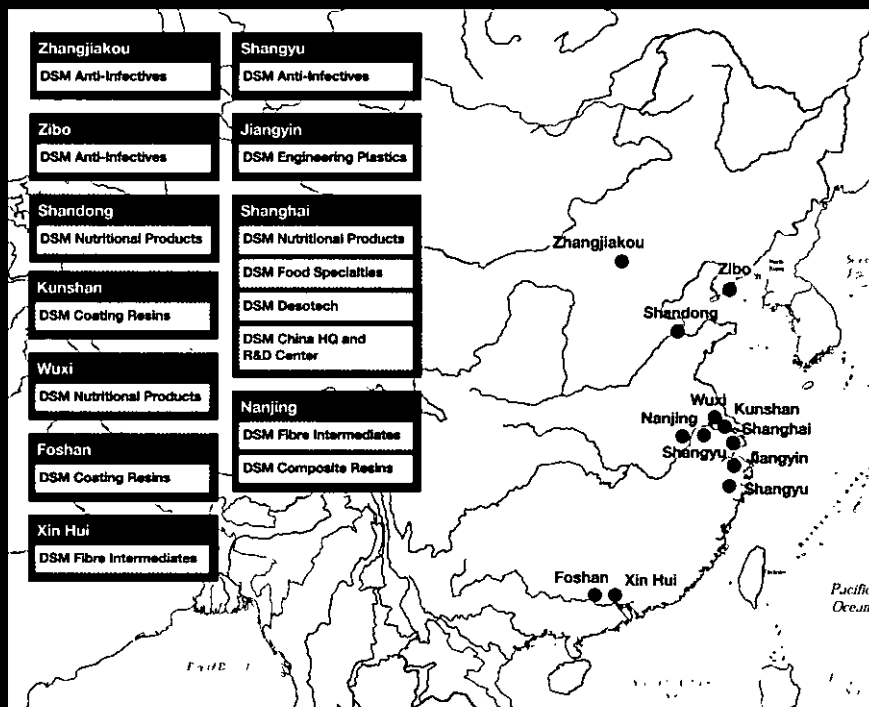 Zhangjiakou
DSM Anti-Infectives
Zibo
DSM Anti-Infectives
Shandong
DSM Nutritional Products
Kunshan
DSM Coating Resins
Wuxi
DSM Nutritional Products
Foshan
DSM Coating Resins
Xin Hui
DSM Fibre Intermediates
Shangyu
DSM Anti-Infectives
Jiangyin
DSM Engineering Plastics
Shanghai
DSM Nutritional Products
DSM Food Specialties
DSM Desotech
DSM China HQ and
R&D Center
Nanjing
DSM Fibre Intermediates
DSM Composite Resins
Zhangjiakou
Zibo
Shandong
Wuxi
Kunshan
Nanjing
Shanghai
Shangyu
Jiangyin
Shangyu
Foshan
Xin Hui
Pacific
Ocean